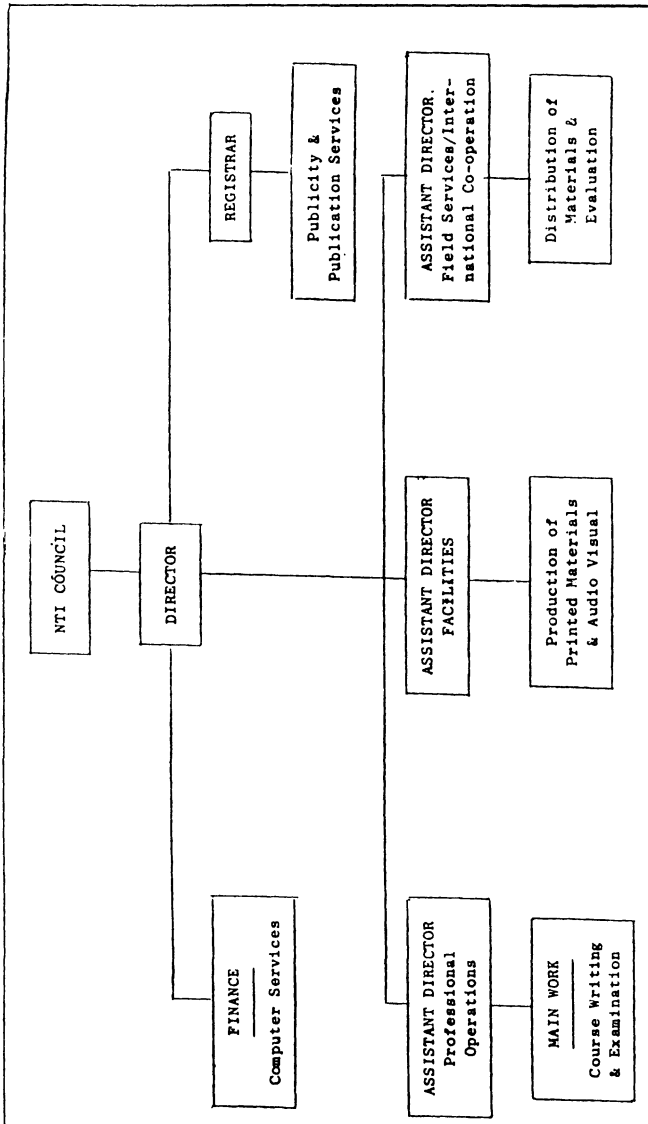 NTI COUNCIL
DIRECTOR
FINANCE
Computer Services
REGISTRAR
Publicity &
Publication Services
ASSISTANT DIRECTOR
Professional
Operations
MAIN WORK
Course Writing
& Examination
ASSISTANT DIRECTOR
FACILITIES
Production of
Printed Materials
& Audio Visual
ASSISTANT DIRECTOR.
Field Services/Inter-
national Co-operation
Distribution of
Materials &
Evaluation